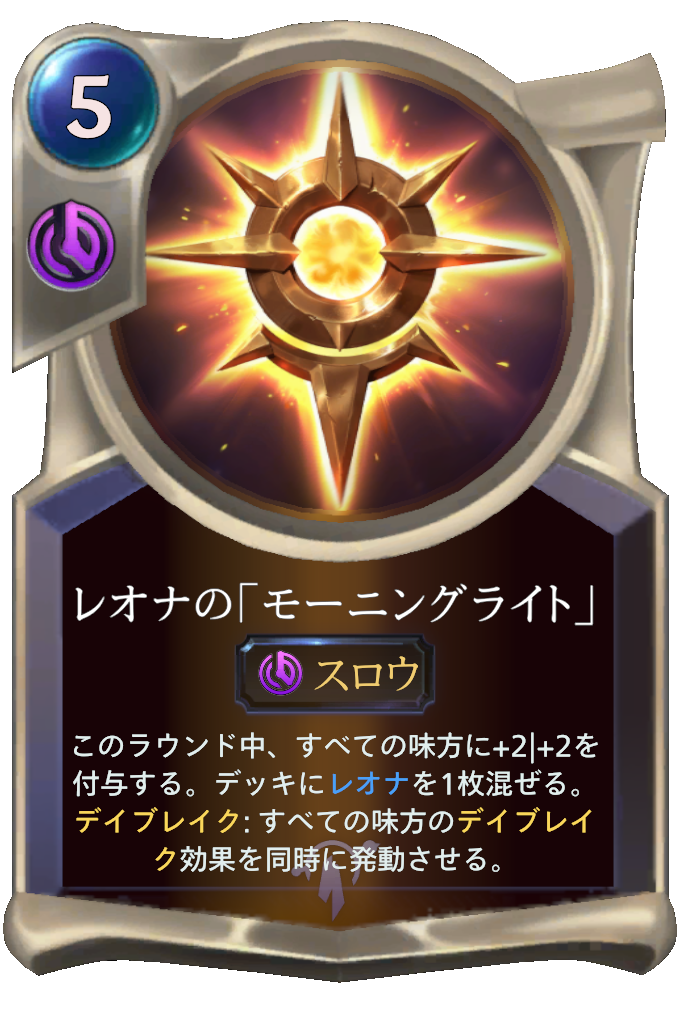 5
レオナの「モーニングライト」
スロウ
このラウンド中、すべての味方に+2|+2を
付与する。デッキにレオナを1枚混ぜる。
デイブレイク: すべての味方のデイブレイ
ク効果を同時に発動させる。